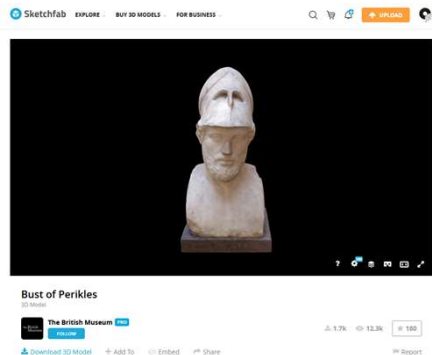 Sketchfab EXPLORE BUY 3D MODELS FOR BUSINESS UPLOAD
?
Bust of Perikles
3D Model
The British Museum PRO
FOLLOW
1.7k 12.3k 180
Download 3D Model + Add To Embed Share Report